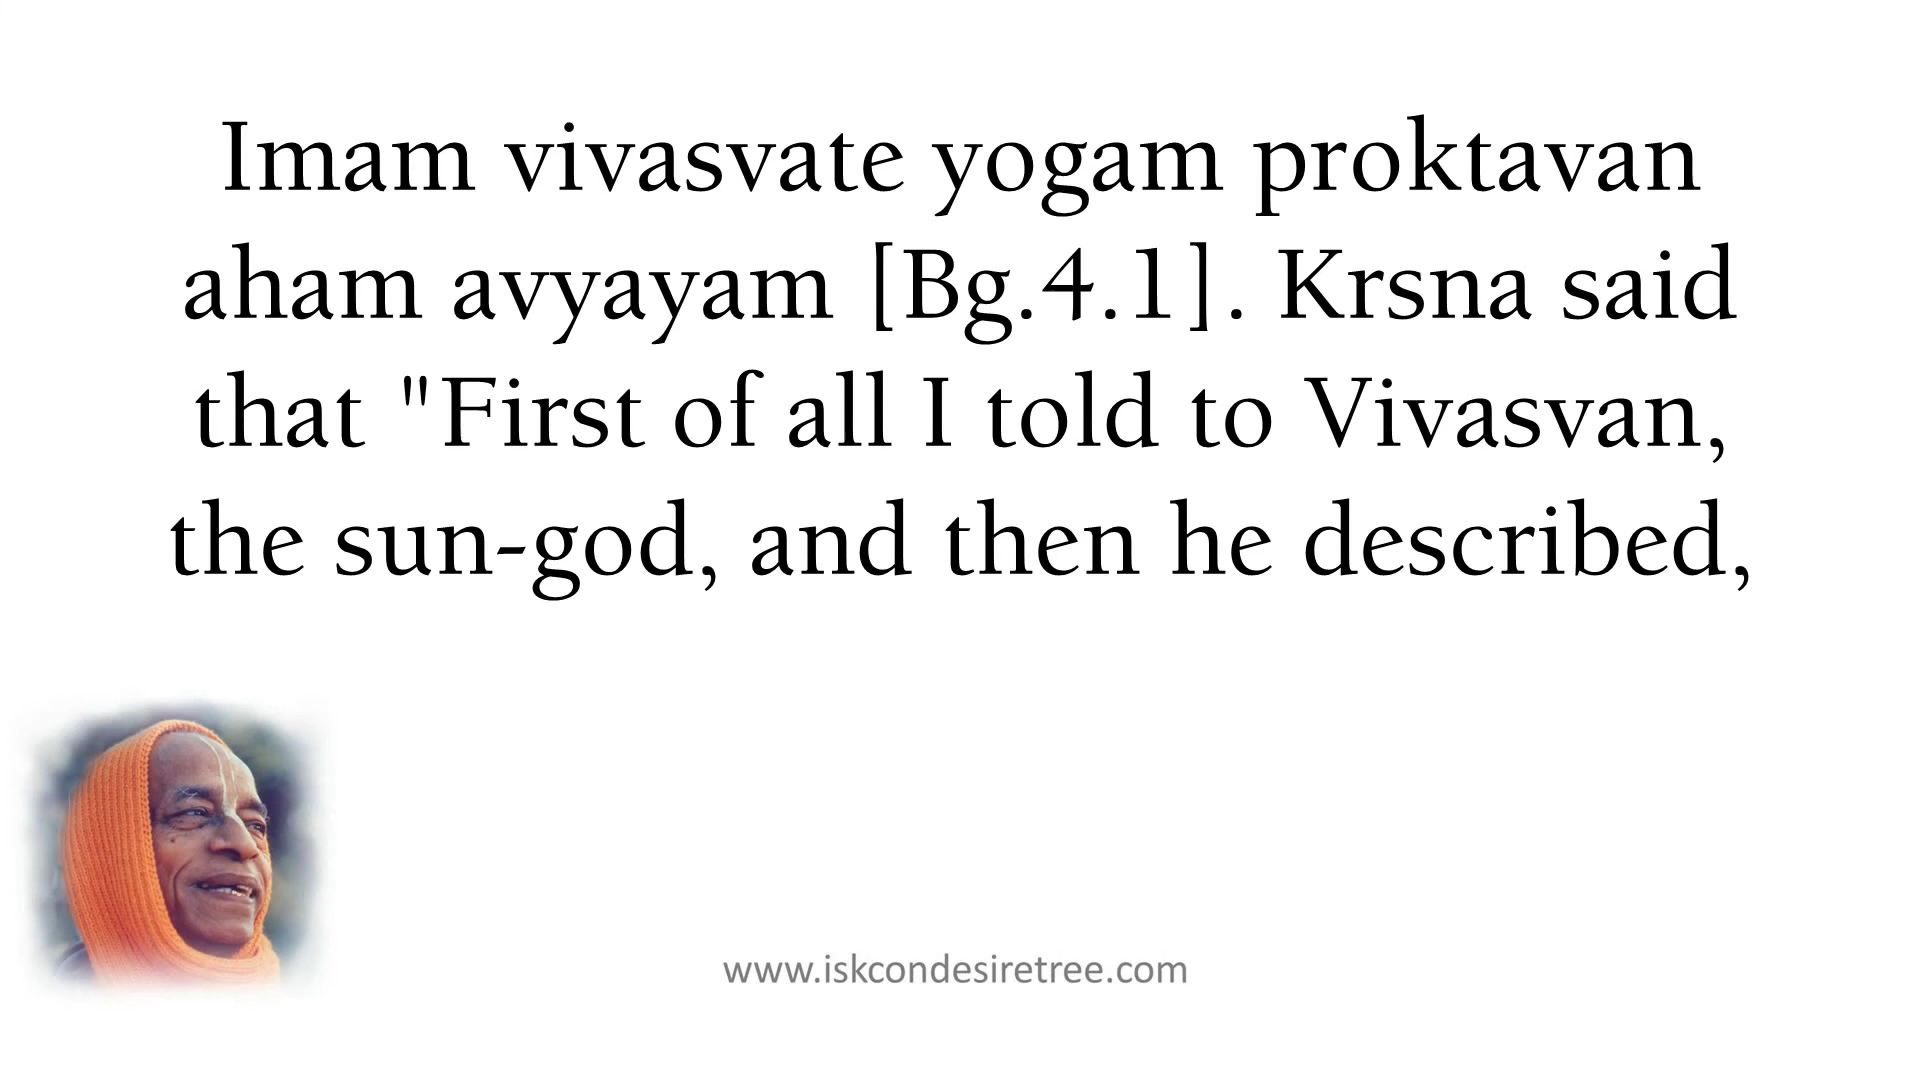 Imam vivasvate yogam proktavan
aham avyayam [Bg.4.1]. Krsna said
that "First of all I told to Vivasvan,
the sun-god, and then he described,
www.iskcondesiretree.com